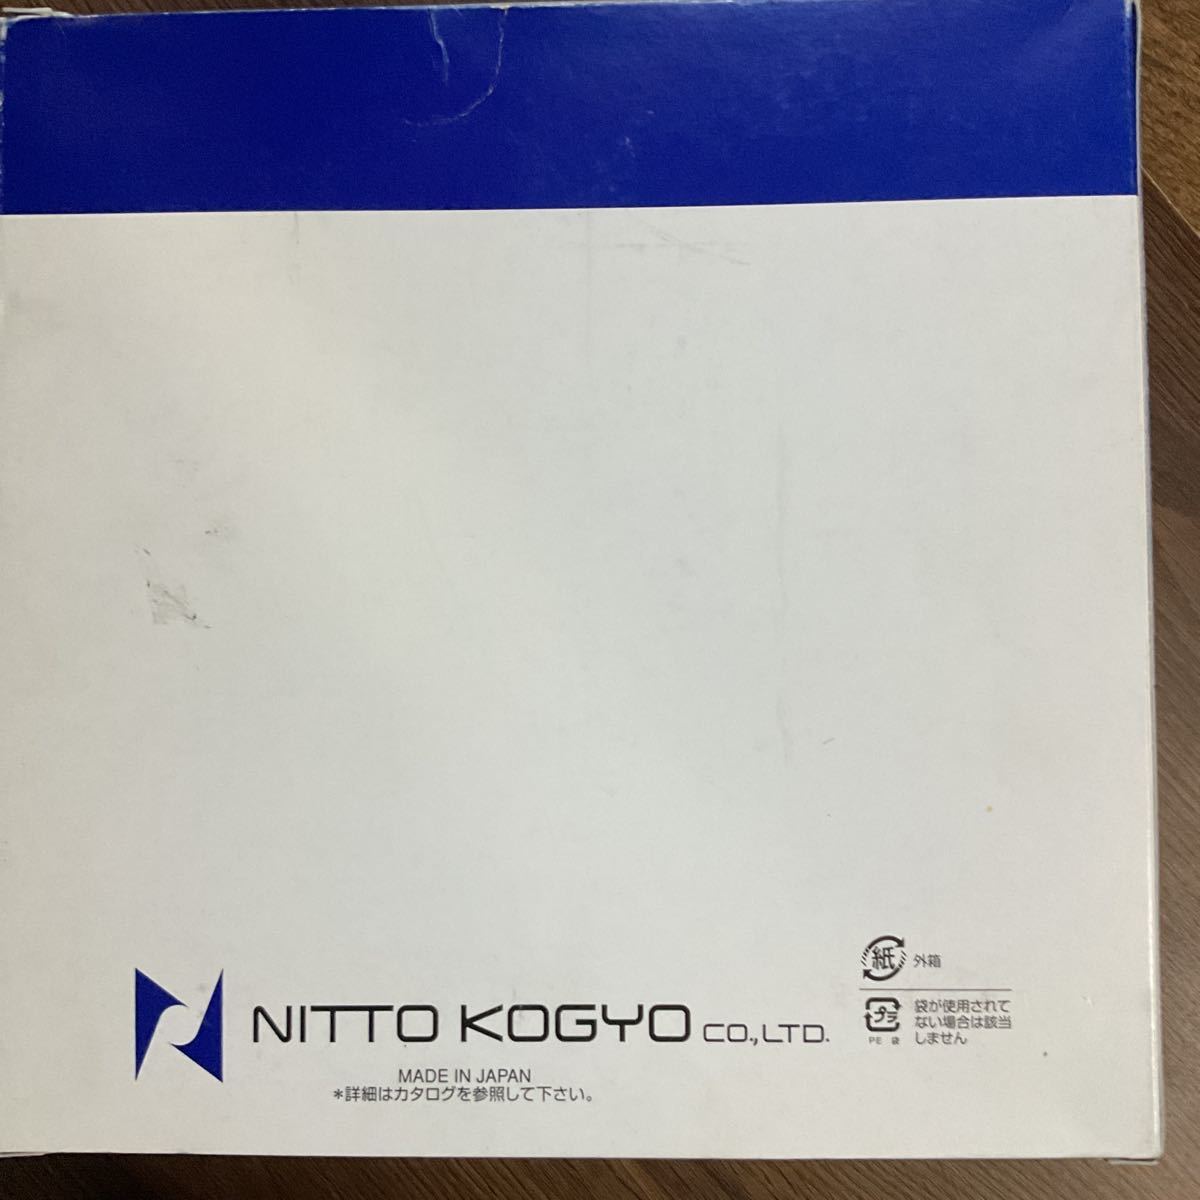 紙 外箱
プラ 袋が使用されて
ない場合は該当
PE 袋 しません
NITTO KOGYO CO.,LTD.
MADE IN JAPAN
*詳細はカタログを参照して下さい。